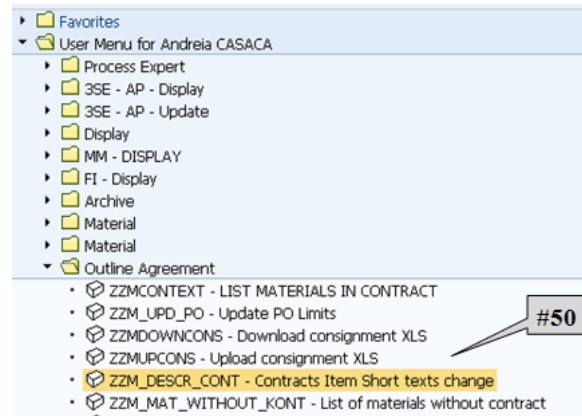 Favorites
User Menu for Andreia CASACA
Process Expert
3SE - AP - Display
3SE - AP - Update
Display
MM - DISPLAY
FI - Display
Archive
Material
Material
Outline Agreement
ZZMCONTEXT - LIST MATERIALS IN CONTRACT
ZZM_UPD_PO - Update PO Limits
#50
ZZMDOWNCONS - Download consignment XLS
ZZMUPCONS - Upload consignment XLS
ZZM_DESCR_CONT - Contracts Item Short texts change
ZZM_MAT_WITHOUT_KONT - List of materials without contract